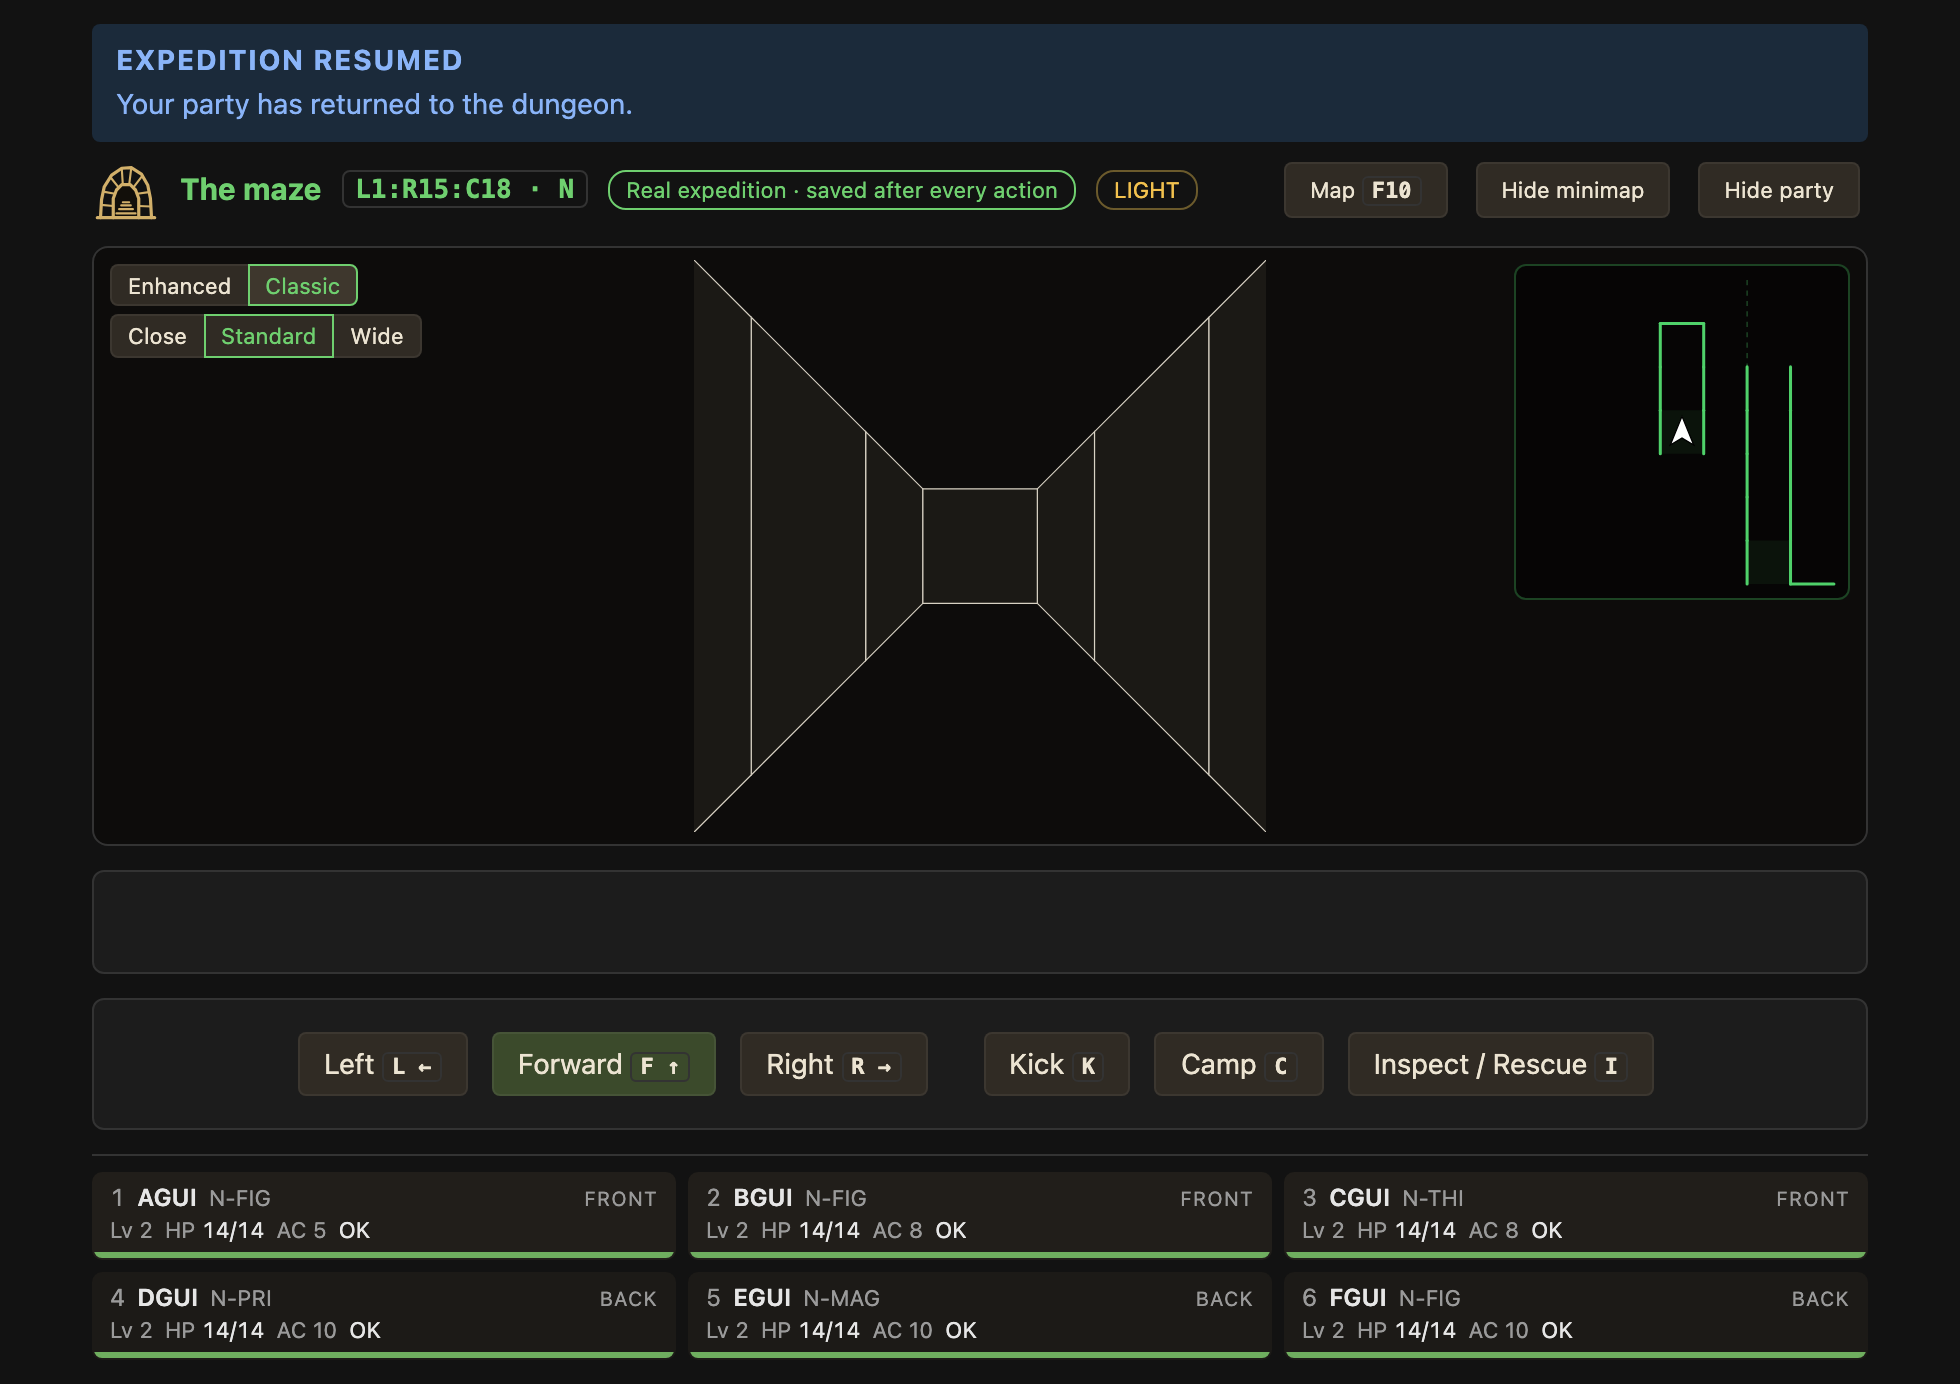 EXPEDITION RESUMED
Your party has returned to the dungeon.
The maze L1:R15:C18 · N Real expedition · saved after every action LIGHT Map F10 Hide minimap Hide party
Enhanced Classic
Close Standard Wide
Left L ← Forward F ↑ Right R → Kick K Camp C Inspect / Rescue I
1 AGUI N-FIG FRONT
Lv 2 HP 14/14 AC 5 OK
2 BGUI N-FIG FRONT
Lv 2 HP 14/14 AC 8 OK
3 CGUI N-THI FRONT
Lv 2 HP 14/14 AC 8 OK
4 DGUI N-PRI BACK
Lv 2 HP 14/14 AC 10 OK
5 EGUI N-MAG BACK
Lv 2 HP 14/14 AC 10 OK
6 FGUI N-FIG BACK
Lv 2 HP 14/14 AC 10 OK